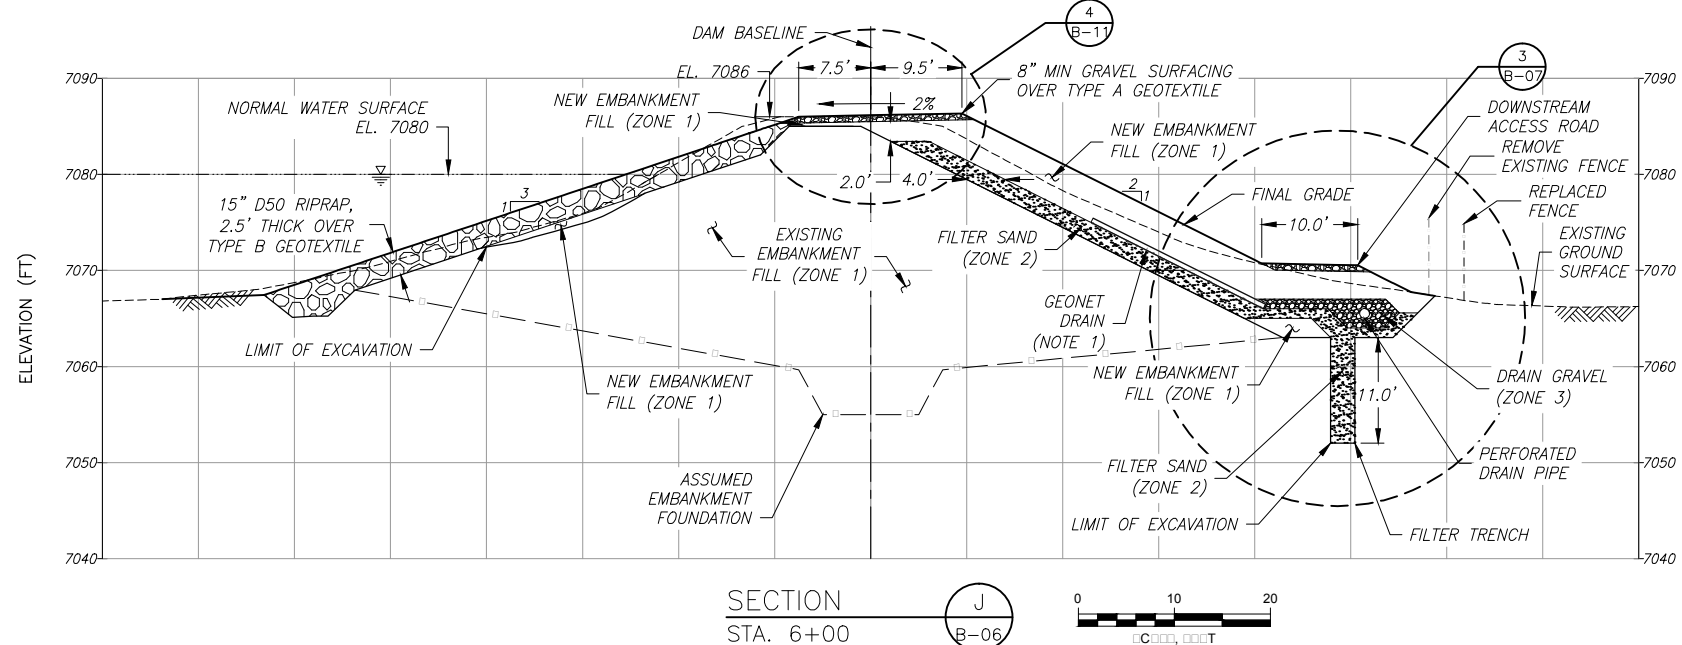 4
B-11
DAM BASELINE
3
B-07
7.5'
9.5'
EL. 7086
8" MIN GRAVEL SURFACING
OVER TYPE A GEOTEXTILE
7090
7090
NORMAL WATER SURFACE
EL. 7080
NEW EMBANKMENT
FILL (ZONE 1)
2%
DOWNSTREAM
ACCESS ROAD
NEW EMBANKMENT
FILL (ZONE 1)
REMOVE
EXISTING FENCE
7080
7080
2.0'
4.0'
2
1
FINAL GRADE
REPLACED
FENCE
3
1
15" D50 RIPRAP,
2.5' THICK OVER
TYPE B GEOTEXTILE
10.0'
EXISTING
EMBANKMENT
FILL (ZONE 1)
FILTER SAND
(ZONE 2)
EXISTING
GROUND
SURFACE
7070
7070
ELEVATION (FT)
GEONET
DRAIN
(NOTE 1)
LIMIT OF EXCAVATION
7060
7060
NEW EMBANKMENT
FILL (ZONE 1)
NEW EMBANKMENT
FILL (ZONE 1)
DRAIN GRAVEL
(ZONE 3)
11.0'
7050
7050
ASSUMED
EMBANKMENT
FOUNDATION
FILTER SAND
(ZONE 2)
PERFORATED
DRAIN PIPE
LIMIT OF EXCAVATION
FILTER TRENCH
7040
7040
SECTION
STA. 6+00
J
B-06
0 10 20